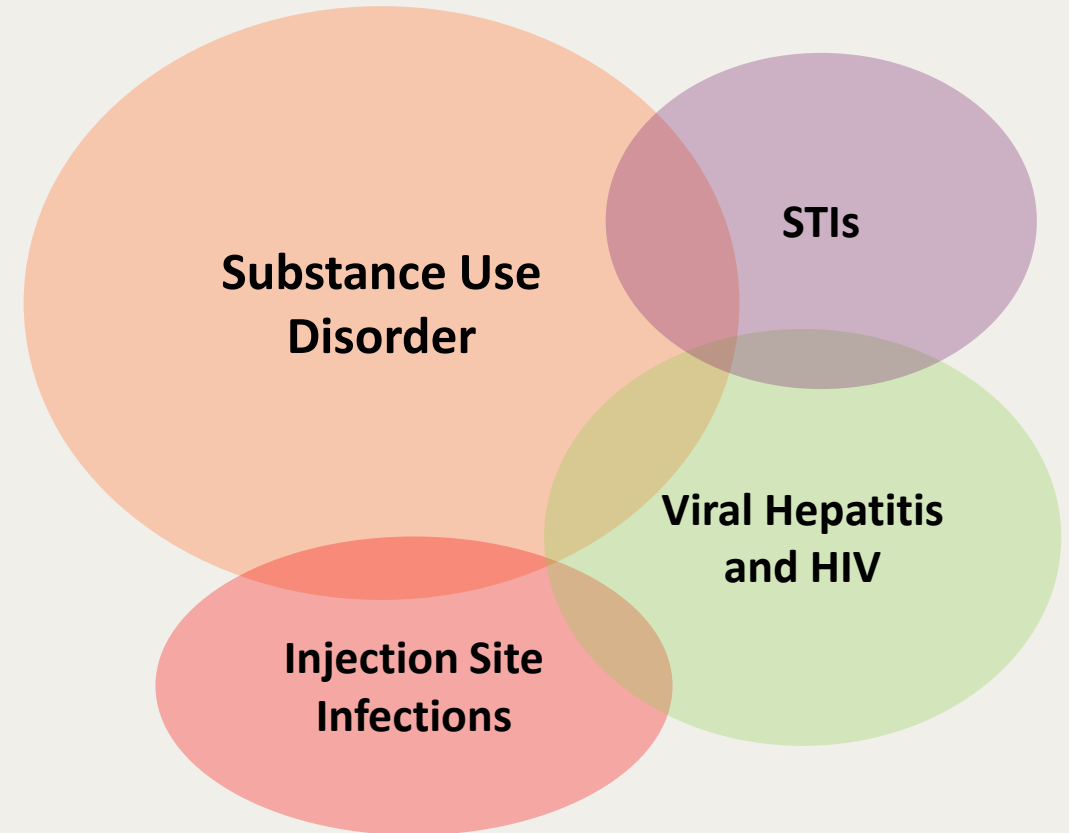 Substance Use
Disorder
STIs
Viral Hepatitis
and HIV
Injection Site
Infections